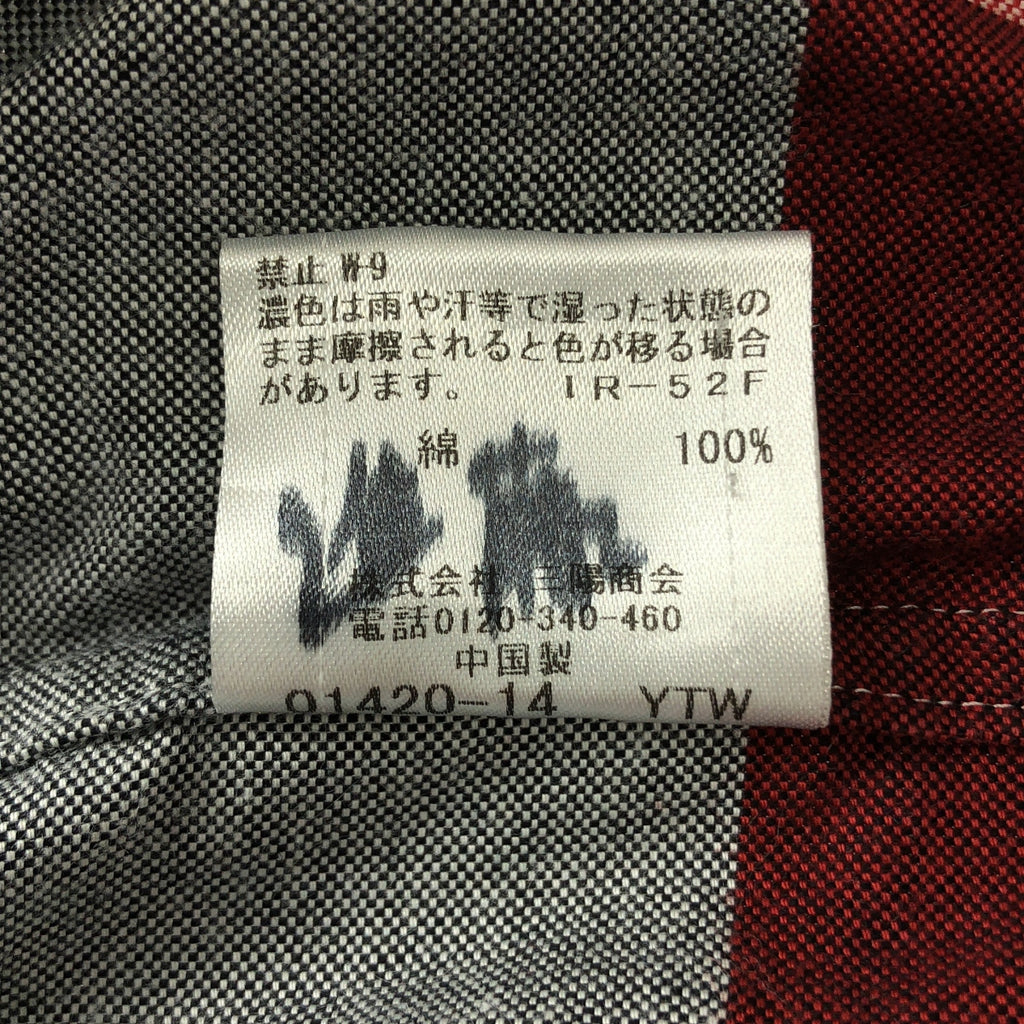 禁止 W-9
濃色は雨や汗等で湿った状態の
まま摩擦されると色が移る場合
があります。 IR-52F
綿 100%
株式会社 三陽商会
電話0120-340-460
中国製
91420-14 YTW